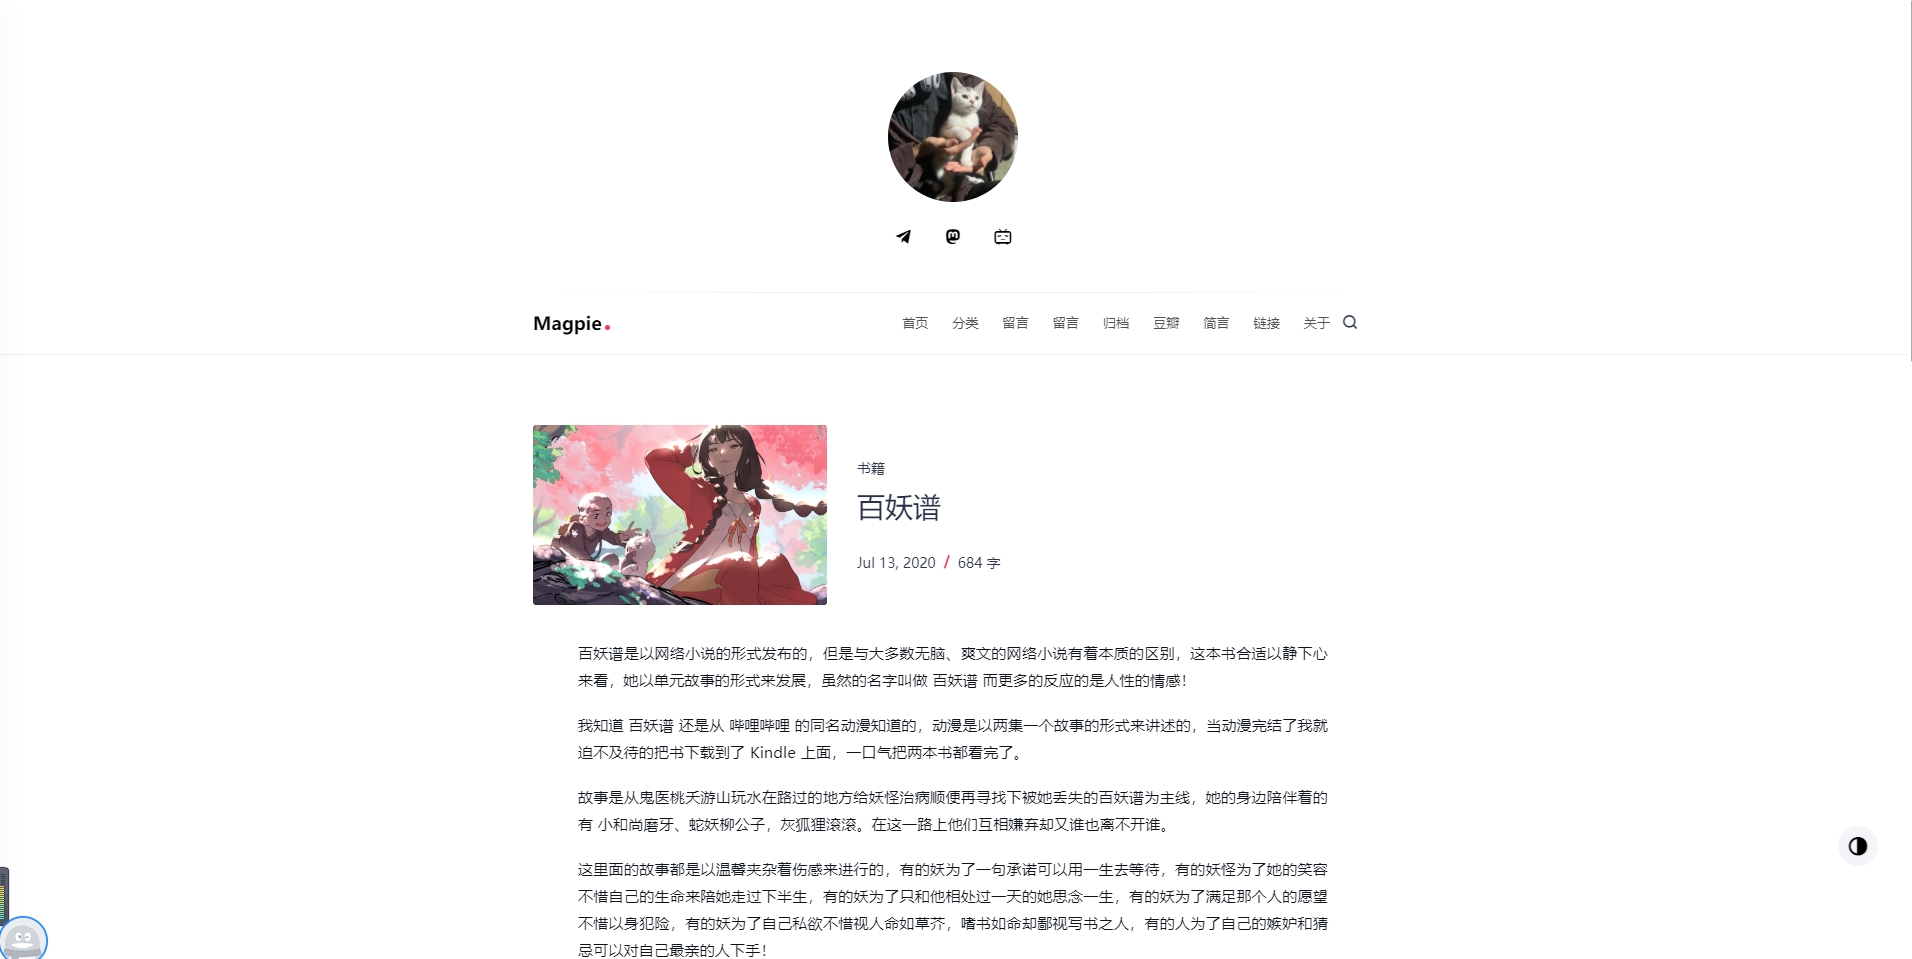 Magpie.
首页 分类 留言 留言 归档 豆瓣 简言 链接 关于
书籍
百妖谱
Jul 13, 2020 / 684 字
百妖谱是以网络小说的形式发布的，但是与大多数无脑、爽文的网络小说有着本质的区别，这本书合适以静下心
来看，她以单元故事的形式来发展，虽然的名字叫做 百妖谱 而更多的反应的是人性的情感！
我知道 百妖谱 还是从 哔哩哔哩 的同名动漫知道的，动漫是以两集一个故事的形式来讲述的，当动漫完结了我就
迫不及待的把书下载到了 Kindle 上面，一口气把两本书都看完了。
故事是从鬼医桃夭游山玩水在路过的地方给妖怪治病顺便再寻找下被她丢失的百妖谱为主线，她的身边陪伴着的
有 小和尚磨牙、蛇妖柳公子，灰狐狸滚滚。在这一路上他们互相嫌弃却又谁也离不开谁。
这里面的故事都是以温馨夹杂着伤感来进行的，有的妖为了一句承诺可以用一生去等待，有的妖怪为了她的笑容
不惜自己的生命来陪她走过下半生，有的妖为了只和他相处过一天的她思念一生，有的妖为了满足那个人的愿望
不惜以身犯险，有的妖为了自己私欲不惜视人命如草芥，嗜书如命却鄙视写书之人，有的人为了自己的嫉妒和猜
忌可以对自己最亲的人下手！